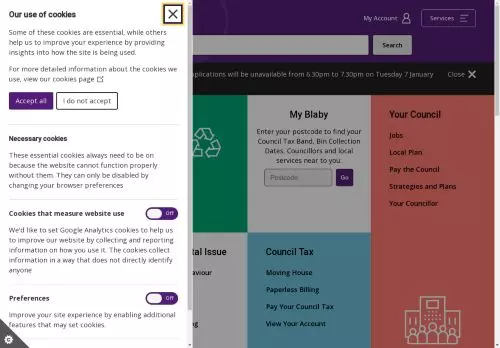 Our use of cookies
Some of these cookies are essential, while others
help us to improve your experience by providing
insights into how the site is being used.
For more detailed information about the cookies we
use, view our cookies page
Accept all
I do not accept
Necessary cookies
These essential cookies always need to be on
because the website cannot function properly
without them. They can only be disabled by
changing your browser preferences
Cookies that measure website use
Off
We'd like to set Google Analytics cookies to help us
to improve our website by collecting and reporting
information on how you use it. The cookies collect
information in a way that does not directly identify
anyone
Preferences
Off
Improve your site experience by enabling additional
features that may set cookies.
My Account
Services
Search
plications will be unavailable from 6.30pm to 7.30pm on Tuesday 7 January
Close
My Blaby
Enter your postcode to find your
Council Tax Band, Bin Collection
Dates, Councillors and local
services near to you.
Postcode
Go
Your Council
Jobs
Local Plan
Pay the Council
Strategies and Plans
Your Councillor
tal Issue
aviour
ng
Council Tax
Moving House
Paperless Billing
Pay Your Council Tax
View Your Account